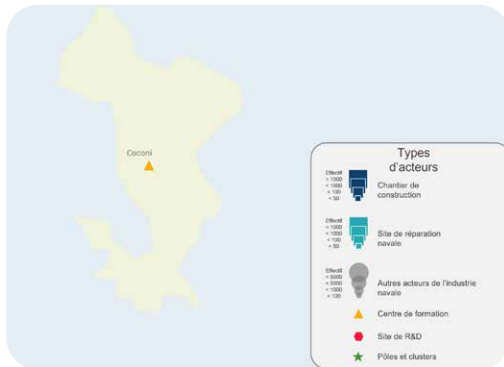 Coconi
Types
d'acteurs
Effectif
> 1000
< 1000
< 100
< 50
Chantier de
construction
Effectif
> 1000
< 1000
< 100
< 50
Site de réparation
navale
Effectif
> 5000
< 5000
< 1000
< 100
Autres acteurs de l'industrie
navale
Centre de formation
Site de R&D
Pôles et clusters